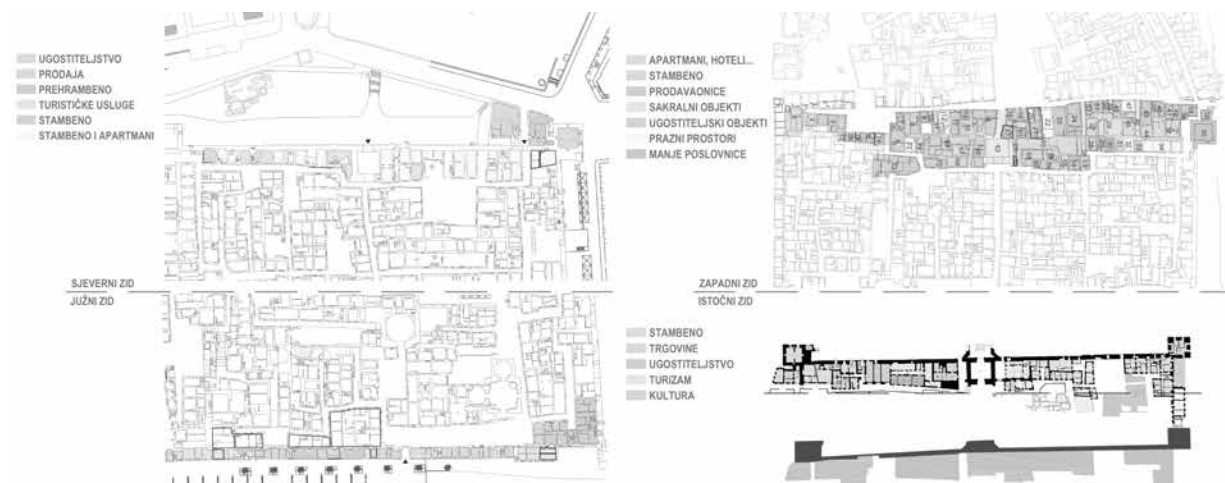 UGOSTITELJSTVO
PRODAJA
PREHRAMBENO
TURISTIČKE USLUGE
STAMBENO
STAMBENO I APARTMANI
SJEVERNI ZID
JUŽNI ZID
APARTMANI, HOTELI...
STAMBENO
PRODAVAONICE
SAKRALNI OBJEKTI
UGOSTITELJSKI OBJEKTI
PRAZNI PROSTORI
MANJE POSLOVNICE
ZAPADNI ZID
ISTOČNI ZID
STAMBENO
TRGOVINE
UGOSTITELJSTVO
TURIZAM
KULTURA